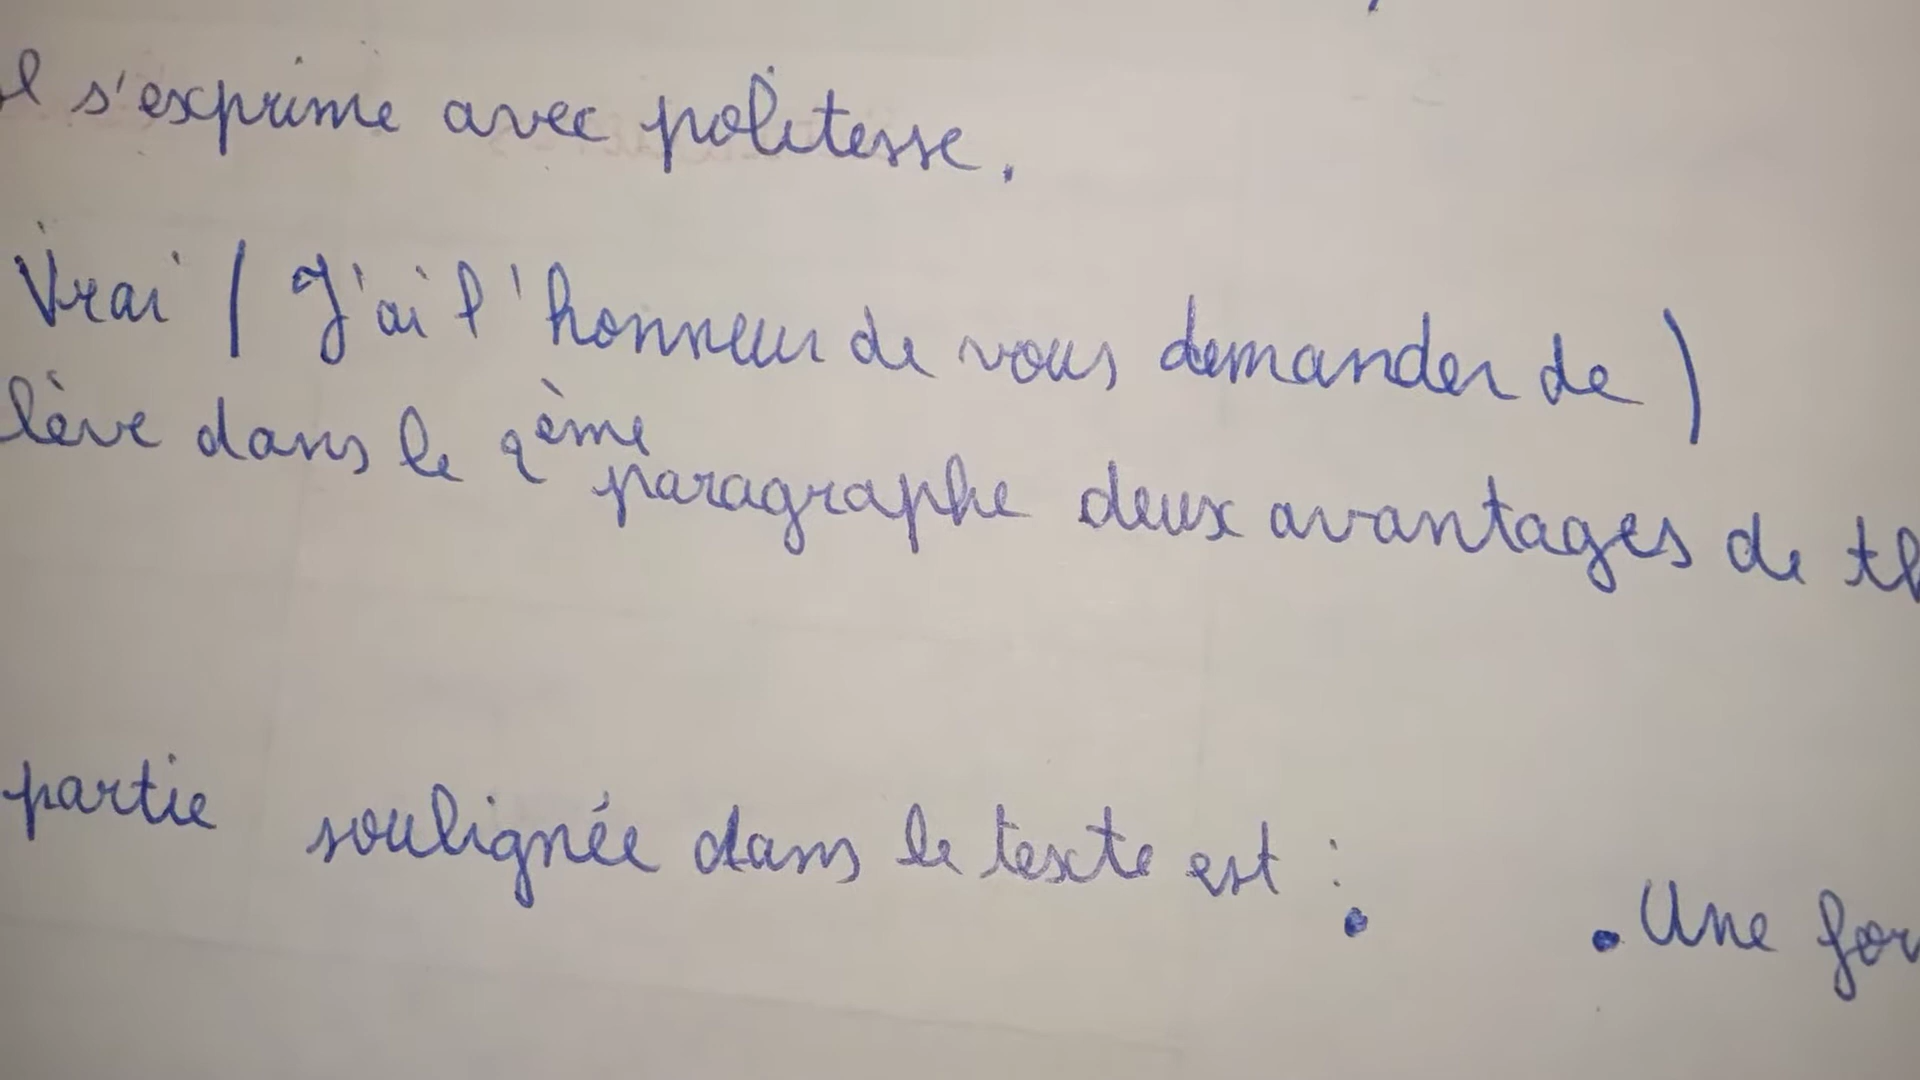 s'exprime avec politesse.
Vrai ( J'ai l'honneur de vous demander de )
lève dans le 2ème paragraphe deux avantages de
partie soulignée dans le texte est :
. Une